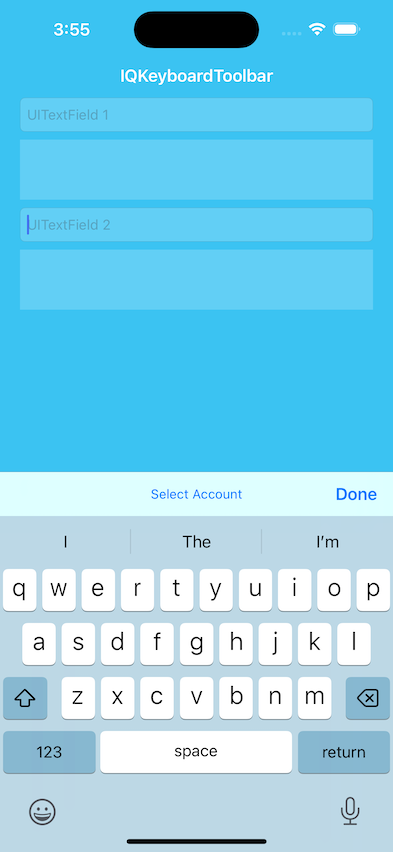 3:55
IQKeyboardToolbar
UITextField 1
UITextField 2
Select Account Done
I The I'm
q w e r t y u i o p
a s d f g h j k l
z x c v b n m
123 space return